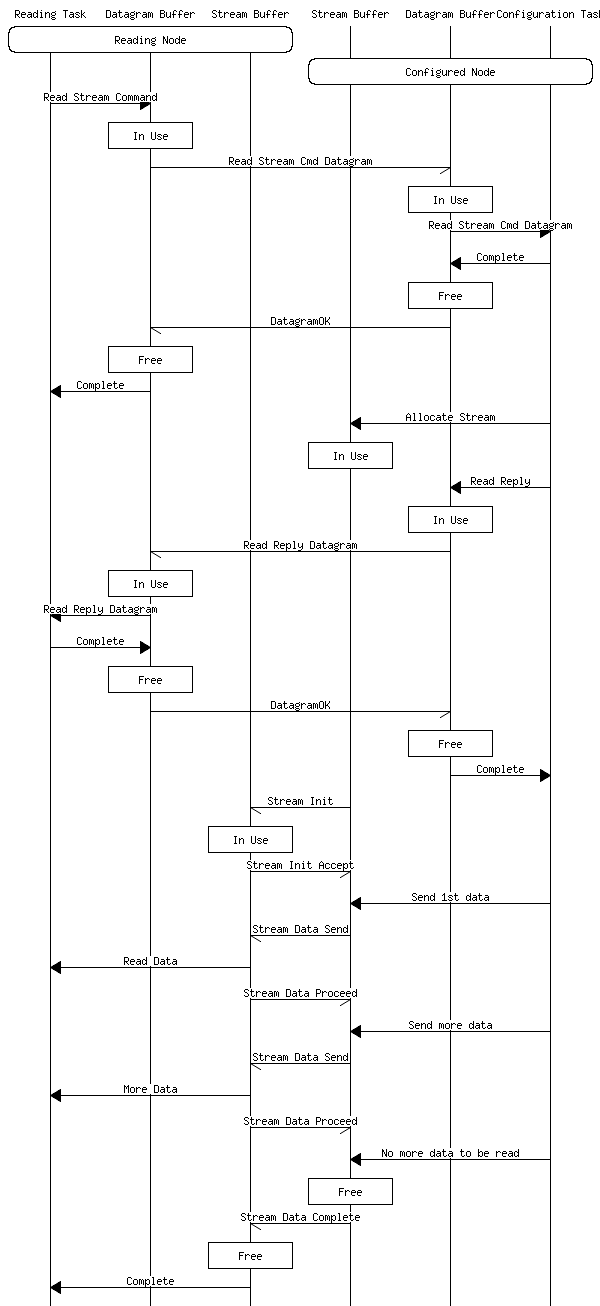 Reading Task Datagram Buffer Stream Buffer Stream Buffer Datagram Buffer Configuration Task
Reading Node
Configured Node
Read Stream Command
In Use
Read Stream Cmd Datagram
In Use
Read Stream Cmd Datagram
Complete
Free
DatagramOK
Free
Complete
Allocate Stream
In Use
Read Reply
In Use
Read Reply Datagram
In Use
Read Reply Datagram
Complete
Free
DatagramOK
Free
Complete
Stream Init
In Use
Stream Init Accept
Send 1st data
Stream Data Send
Read Data
Stream Data Proceed
Send more data
Stream Data Send
More Data
Stream Data Proceed
No more data to be read
Free
Stream Data Complete
Free
Complete